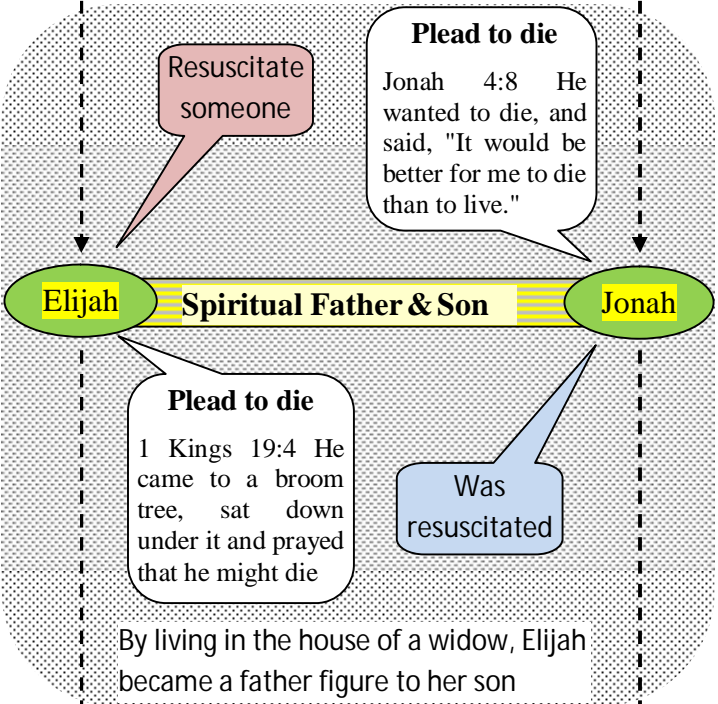 Resuscitate
someone
Plead to die
Jonah 4:8 He
wanted to die, and
said, "It would be
better for me to die
than to live."
Elijah
Spiritual Father & Son
Jonah
Plead to die
1 Kings 19:4 He
came to a broom
tree, sat down
under it and prayed
that he might die
Was
resuscitated
By living in the house of a widow, Elijah
became a father figure to her son